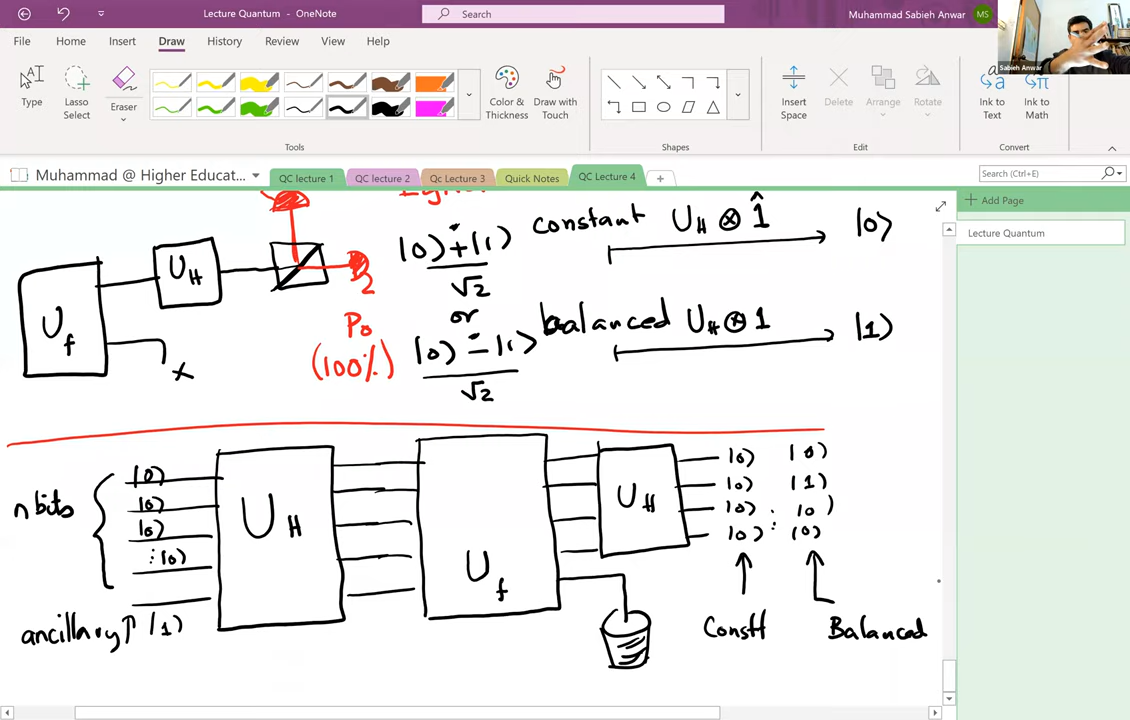 Lecture Quantum - OneNote
Search
Muhammad Sabieh Anwar
MS
Sabieh Anwar
File
Home
Insert
Draw
History
Review
View
Help
Type
Lasso Select
Eraser
Color & Thickness
Draw with Touch
Insert Space
Delete
Arrange
Rotate
Ink to Text
Ink to Math
Tools
Shapes
Edit
Convert
Muhammad @ Higher Educat...
QC lecture 1
QC lecture 2
Qc Lecture 3
Quick Notes
QC Lecture 4
Search (Ctrl+E)
Add Page
Lecture Quantum
U_f
U_H
D_2
P_0
(100%)
|0⟩ + |1⟩
√2
or
|0⟩ - |1⟩
√2
constant U_H ⊗ 1̂ |0⟩
balanced U_H ⊗ 1 |1⟩
n bits
|0⟩
|0⟩
|0⟩
⋮|0⟩
ancillary↑ |1⟩
U_H
U_f
U_H
|0⟩ |0⟩
|0⟩ |1⟩
|0⟩ |0⟩
|0⟩ |0⟩
Constt
Balanced